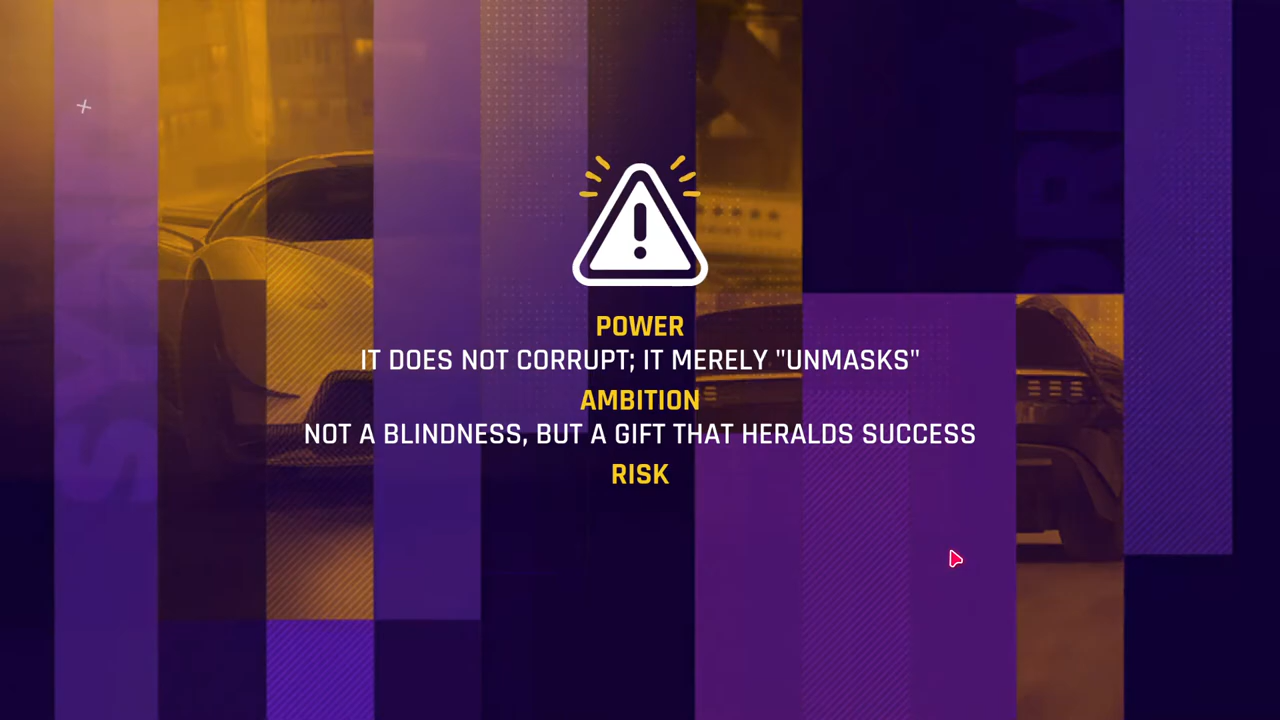 POWER
IT DOES NOT CORRUPT; IT MERELY "UNMASKS"
AMBITION
NOT A BLINDNESS, BUT A GIFT THAT HERALDS SUCCESS
RISK